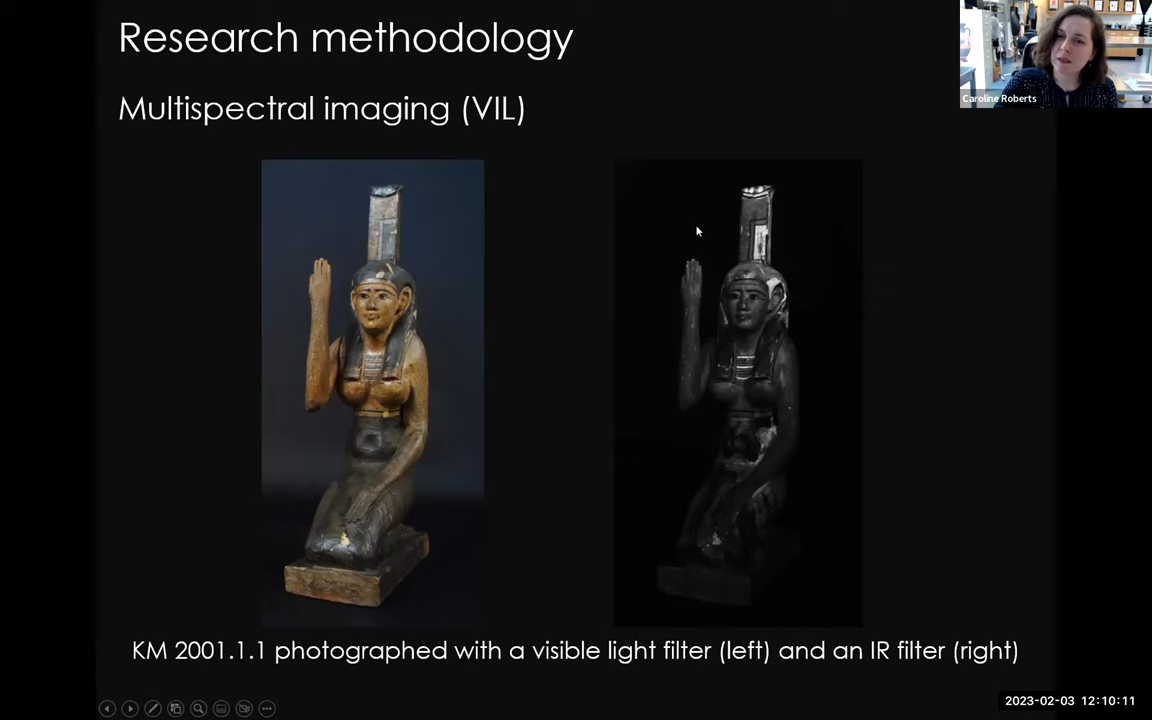 Research methodology
Multispectral imaging (VIL)
Caroline Roberts
KM 2001.1.1 photographed with a visible light filter (left) and an IR filter (right)
2023-02-03 12:10:11